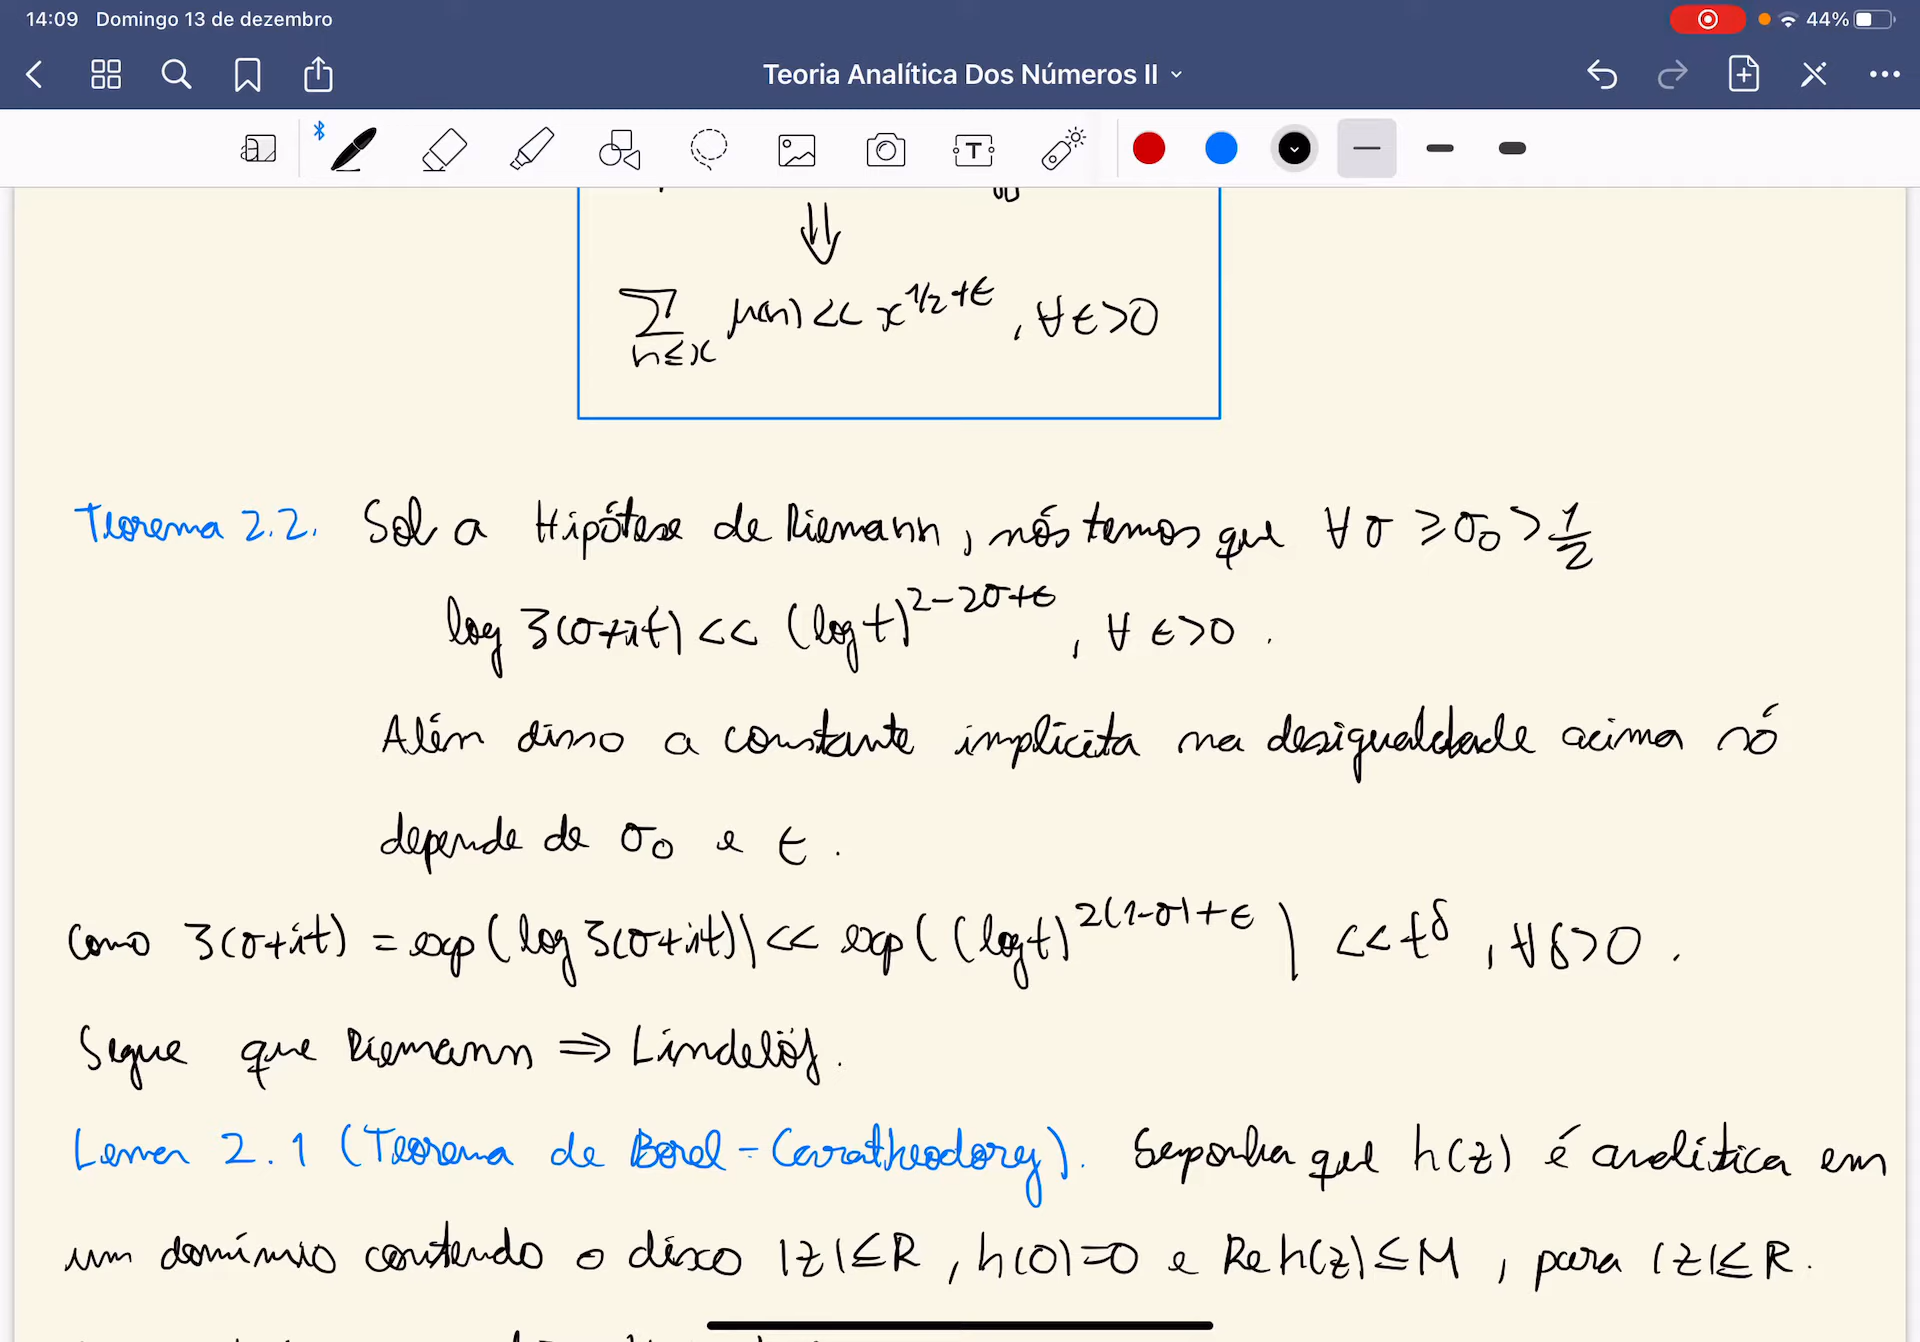 14:09 Domingo 13 de dezembro 44%
Teoria Analítica Dos Números II
⇓
∑ μ(n) << x^{1/2+ε}, ∀ε>0
n≤x
Teorema 2.2. Sob a Hipótese de Riemann, nós temos que ∀σ ≥ σ₀ > 1/2
log ζ(σ+it) << (log t)^{2-2σ+ε}, ∀ ε>0.
Além disso a constante implícita na desigualdade acima só
depende de σ₀ e ε.
Como ζ(σ+it) = exp(log ζ(σ+it)) << exp((log t)^{2(1-σ)+ε}) << t^δ, ∀δ>0.
Segue que Riemann ⇒ Lindelöf.
Lema 2.1 (Teorema de Borel-Caratheodory). Suponha que h(z) é analítica em
um domínio contendo o disco |z|≤R, h(0)=0 e Re h(z)≤M, para |z|≤R.